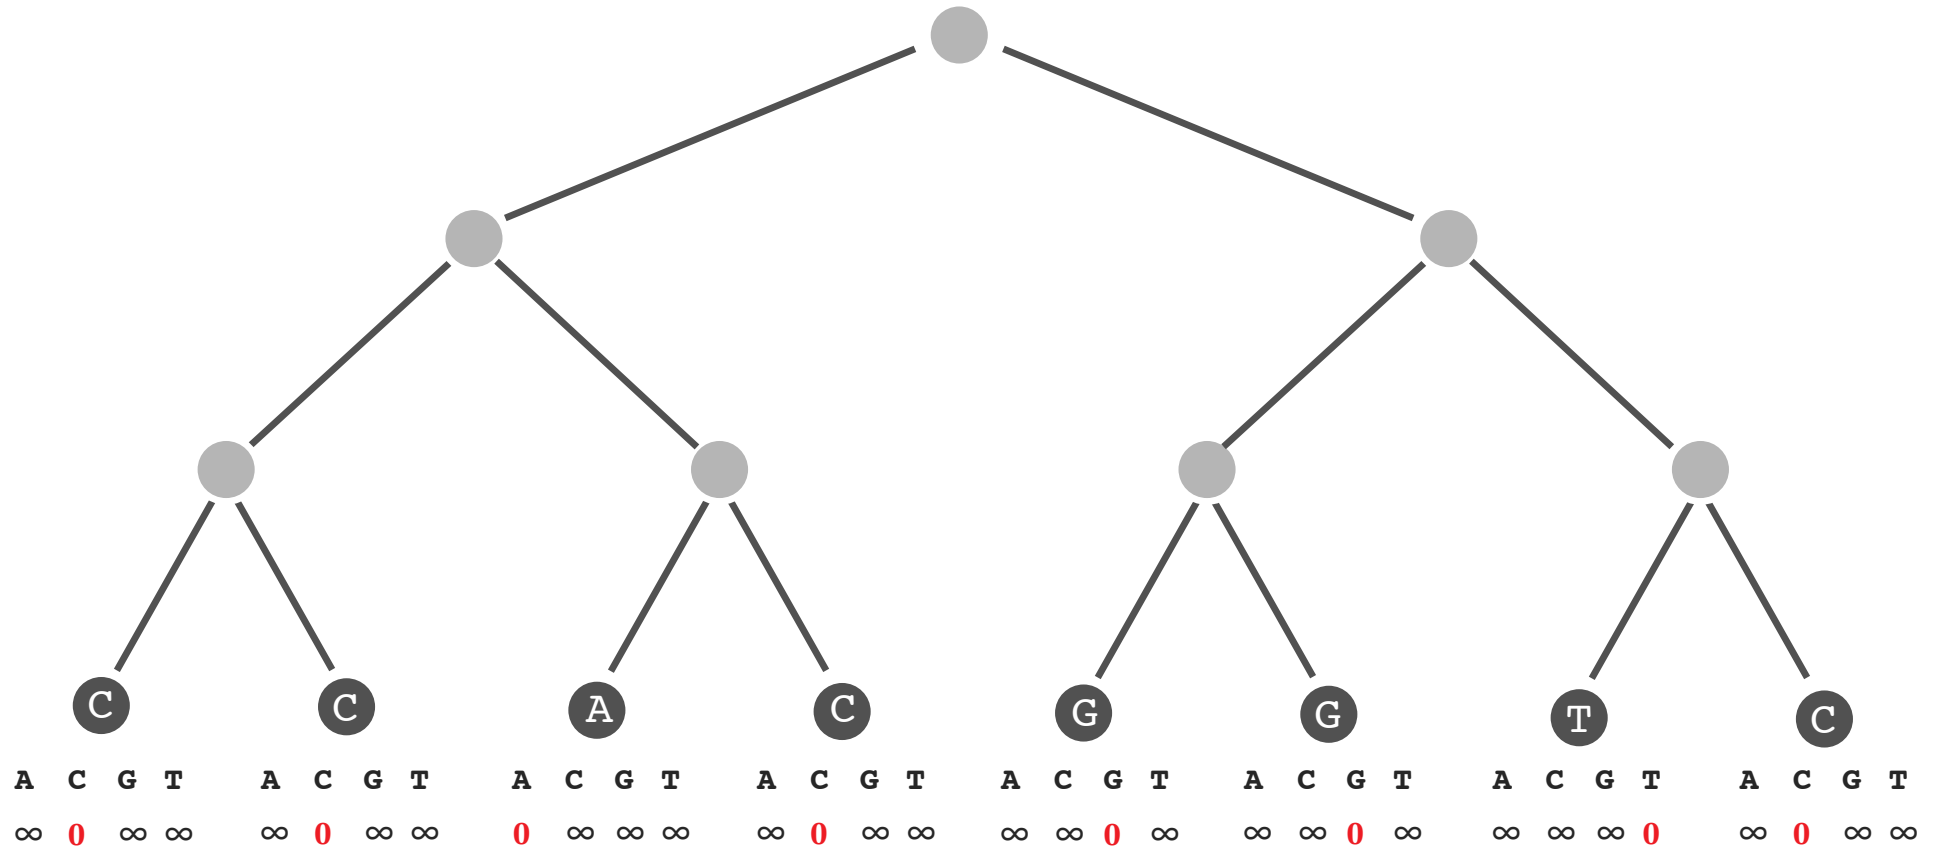 C C A C G G T C
A C G T A C G T A C G T A C G T A C G T A C G T A C G T A C G T
∞ 0 ∞ ∞ ∞ 0 ∞ ∞ 0 ∞ ∞ ∞ ∞ 0 ∞ ∞ ∞ ∞ 0 ∞ ∞ ∞ 0 ∞ ∞ ∞ ∞ 0 ∞ 0 ∞ ∞